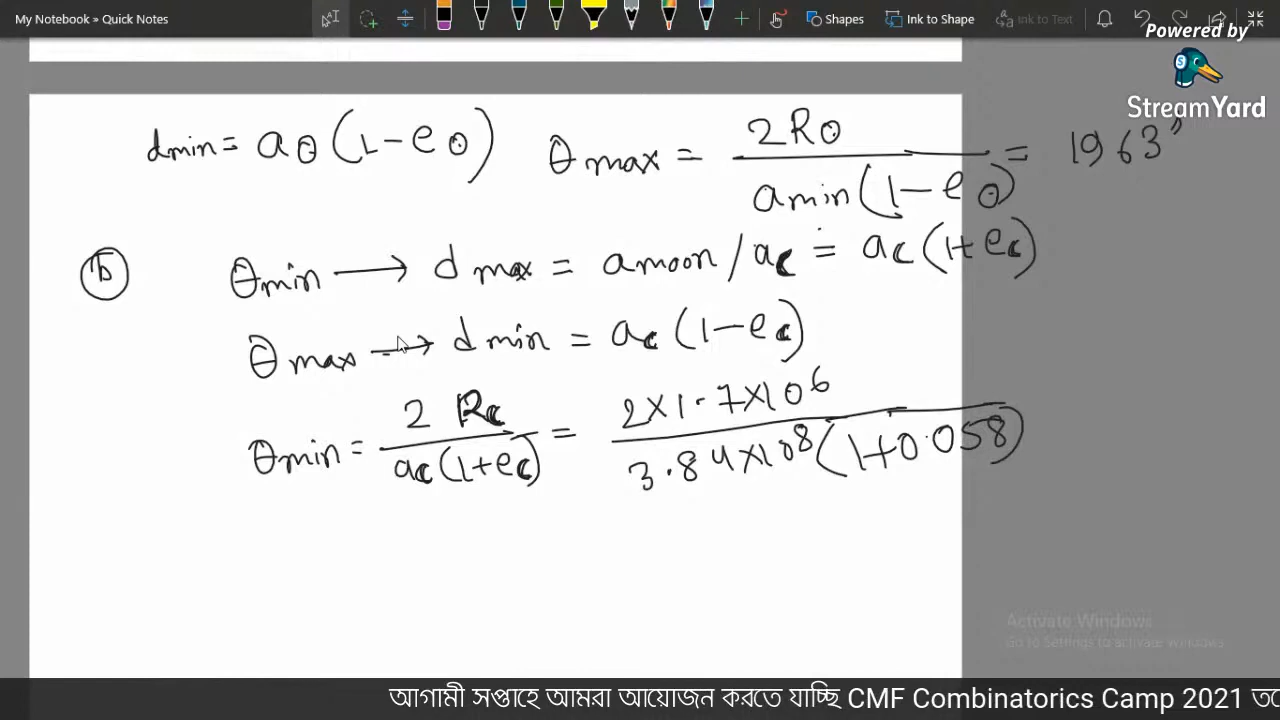 My Notebook » Quick Notes
Shapes Ink to Shape Ink to Text
Powered by
StreamYard
dmin = a⊙ (1-e⊙) θmax = 2R⊙ / amin(1-e⊙) = 1963"
ⓑ θmin → dmax = amoon/a☾ = a☾(1+e☾)
θmax → dmin = a☾(1-e☾)
θmin = 2 R☾ / a☾(1+e☾) = 2×1.7×10⁶ / 3.84×10⁸(1+0.058)
Activate Windows
Go to Settings to activate Windows.
আগামী সপ্তাহে আমরা আয়োজন করতে যাচ্ছি CMF Combinatorics Camp 2021